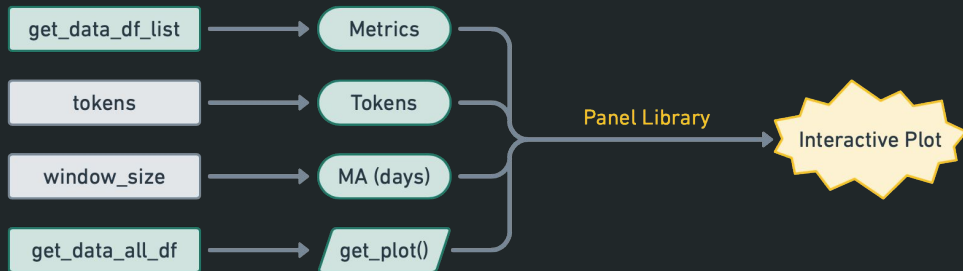 get_data_df_list
Metrics
tokens
Tokens
Panel Library
Interactive Plot
window_size
MA (days)
get_data_all_df
get_plot()